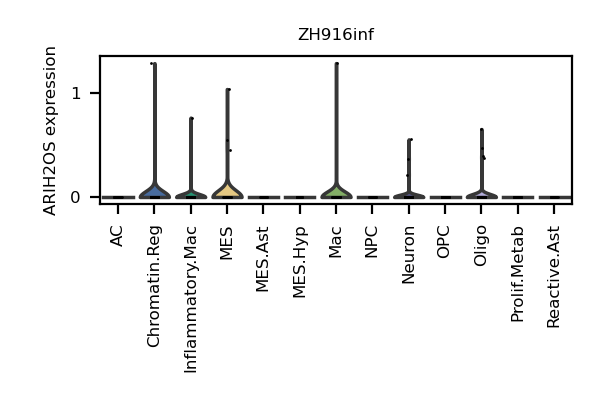 ZH916inf
ARIH2OS expression
1
0
AC
Chromatin.Reg
Inflammatory.Mac
MES
MES.Ast
MES.Hyp
Mac
NPC
Neuron
OPC
Oligo
Prolif.Metab
Reactive.Ast